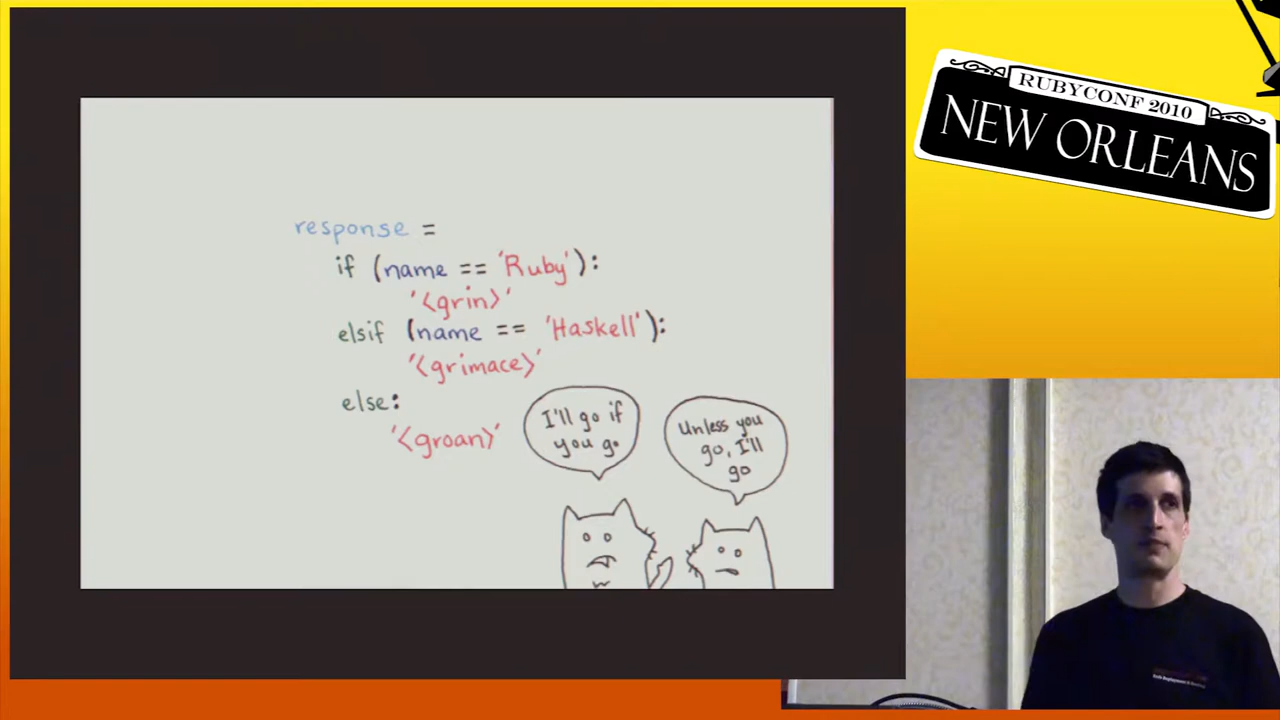 RUBYCONF 2010
NEW ORLEANS
response =
if (name == 'Ruby'):
'<grin>'
elsif (name == 'Haskell'):
'<grimace>'
else:
'<groan>'
I'll go if
you go
Unless you
go, I'll
go